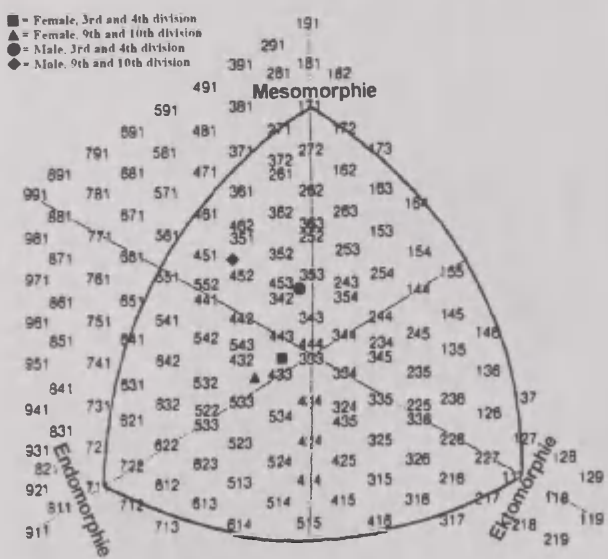 ■ = Female, 3rd and 4th division
▲ = Female, 9th and 10th division
● = Male, 3rd and 4th division
◆ = Male, 9th and 10th division
191
291
391 181
281 182
491
Mesomorphie
591 381 171
691 481 271 172
791 581 371 272 173
372
891 681 471 261 162
991 781 571 361 262 163
881 671 461 362 263 164
462
981 771 561 351 252 153
871 661 451 352 253 154
971 761 551 452 353 254 155
552 453 243 144
861 651 441 342 354
961 751 541 442 343 244 145
851 641 542 543 443 444 344 234 245 146
951 741 642 432 333 345 135
841 631 532 433 334 235 136
941 731 632 522 533 434 335 225 236 37
831 621 533 534 324 336 126
435
931 72 622 523 424 325 226 127
821 722 623 524 425 326 227 128
921 71 612 513 414 315 216 129
811 712 613 514 415 316 217 118
911 713 614 515 416 317 218 119
219
Endomorphie
Ektomorphie